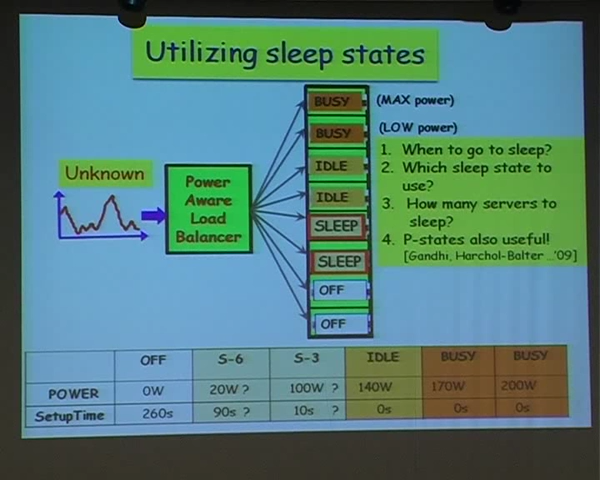 Utilizing sleep states
Unknown
Power
Aware
Load
Balancer
BUSY
BUSY
IDLE
IDLE
SLEEP
SLEEP
OFF
OFF
(MAX power)
(LOW power)
1. When to go to sleep?
2. Which sleep state to
use?
3. How many servers to
sleep?
4. P-states also useful!
[Gandhi, Harchol-Balter ...'09]
OFF S-6 S-3 IDLE BUSY BUSY
POWER 0W 20W ? 100W ? 140W 170W 200W
SetupTime 260s 90s ? 10s ? 0s 0s 0s